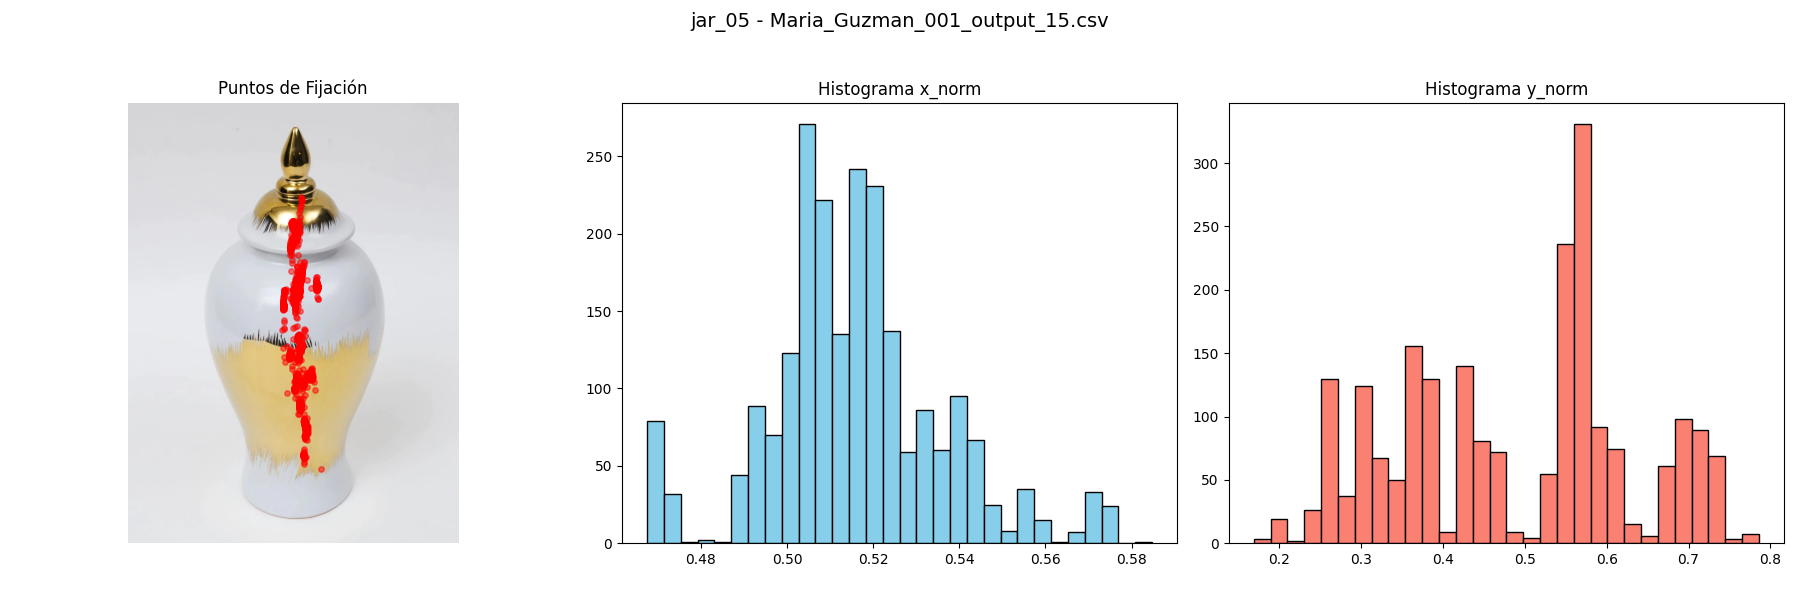 jar_05 - Maria_Guzman_001_output_15.csv
Puntos de Fijación
Histograma x_norm
250
200
150
100
50
0
0.48 0.50 0.52 0.54 0.56 0.58
Histograma y_norm
300
250
200
150
100
50
0
0.2 0.3 0.4 0.5 0.6 0.7 0.8